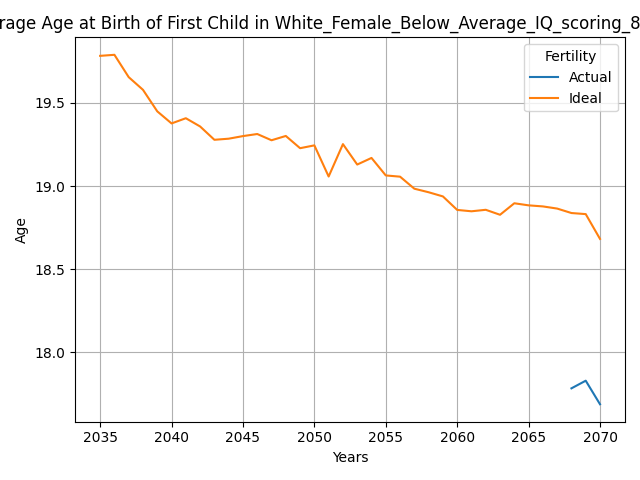 rage Age at Birth of First Child in White_Female_Below_Average_IQ_scoring_8
Fertility
Actual
Ideal
19.5
19.0
18.5
18.0
Age
2035 2040 2045 2050 2055 2060 2065 2070
Years